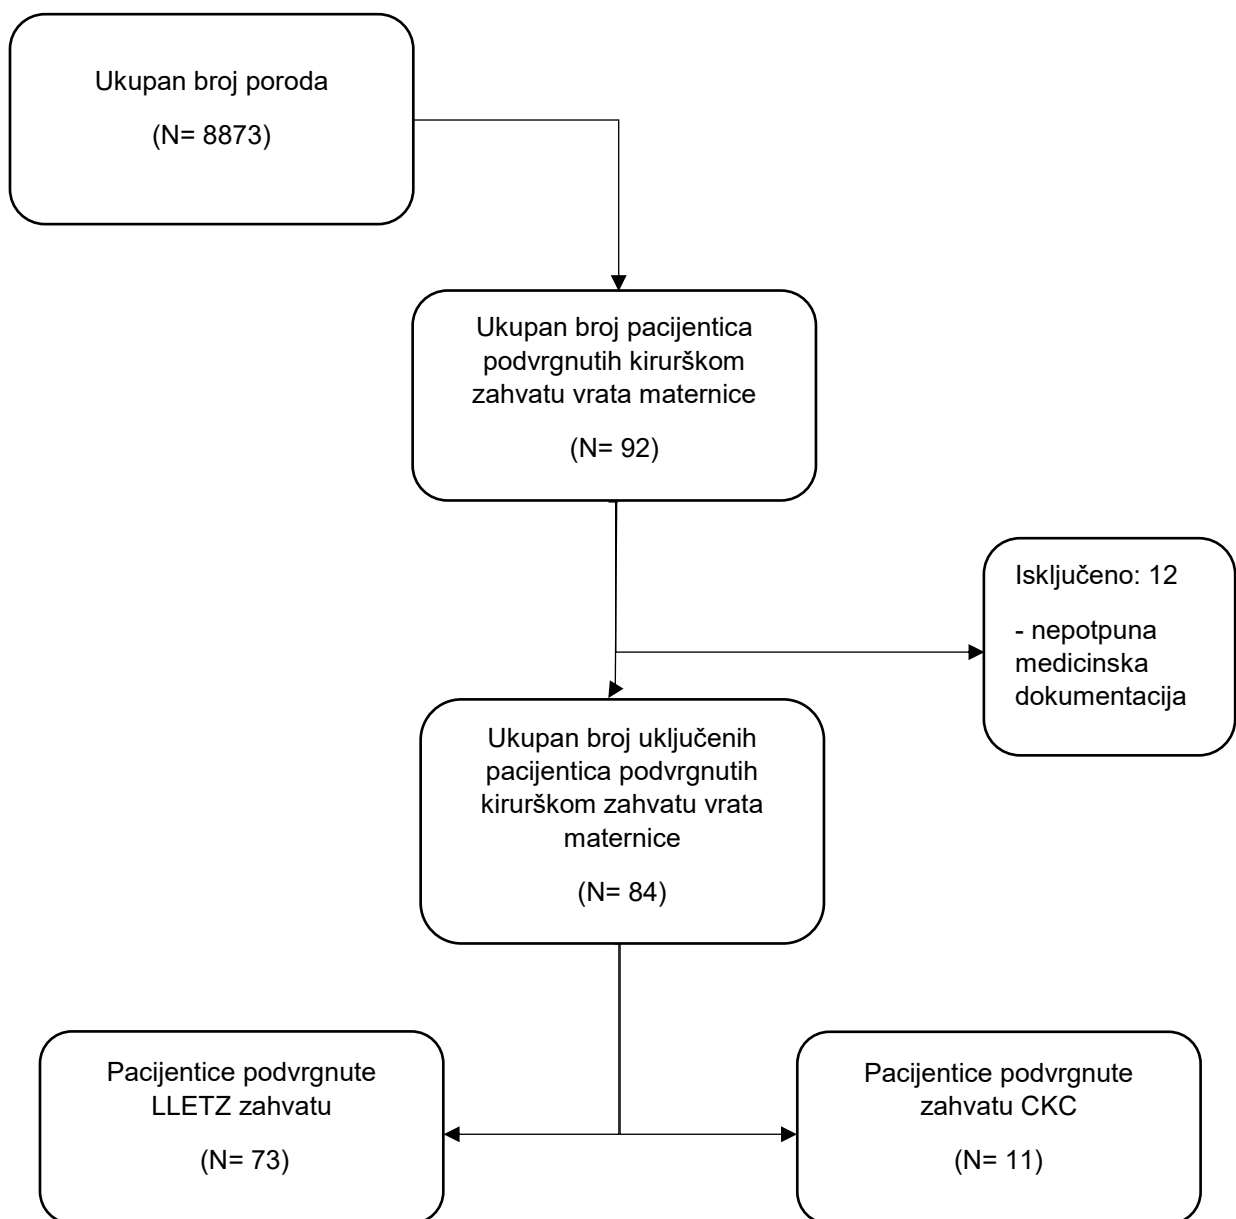 Ukupan broj poroda
(N= 8873)
Ukupan broj pacijentica
podvrgnutih kirurškom
zahvatu vrata maternice
(N= 92)
Isključeno: 12
- nepotpuna
medicinska
dokumentacija
Ukupan broj uključenih
pacijentica podvrgnutih
kirurškom zahvatu vrata
maternice
(N= 84)
Pacijentice podvrgnute
LLETZ zahvatu
(N= 73)
Pacijentice podvrgnute
zahvatu CKC
(N= 11)